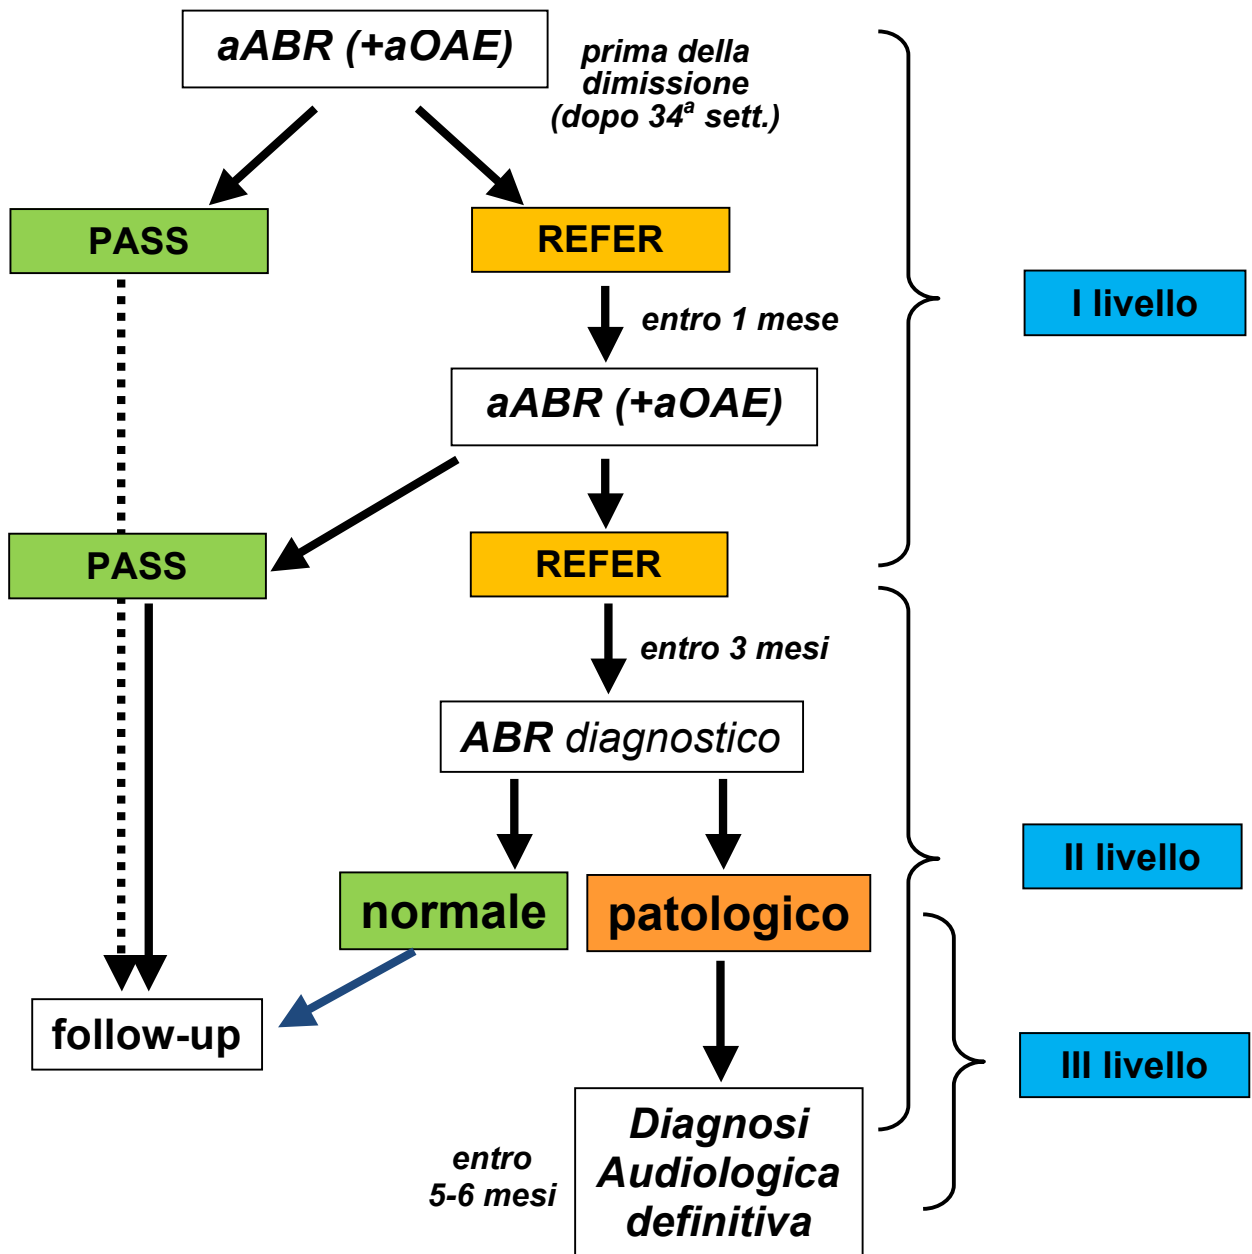 aABR (+aOAE)
prima della
dimissione
(dopo 34ª sett.)
PASS
REFER
I livello
entro 1 mese
aABR (+aOAE)
PASS
REFER
entro 3 mesi
ABR diagnostico
II livello
normale
patologico
follow-up
III livello
entro
5-6 mesi
Diagnosi
Audiologica
definitiva